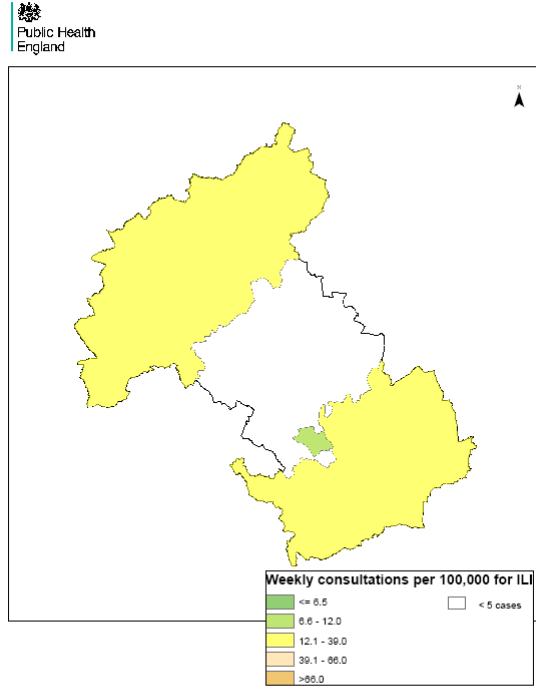 Public Health
England
N
Weekly consultations per 100,000 for ILI
<= 6.5
< 5 cases
6.6 - 12.0
12.1 - 39.0
39.1 - 66.0
>66.0